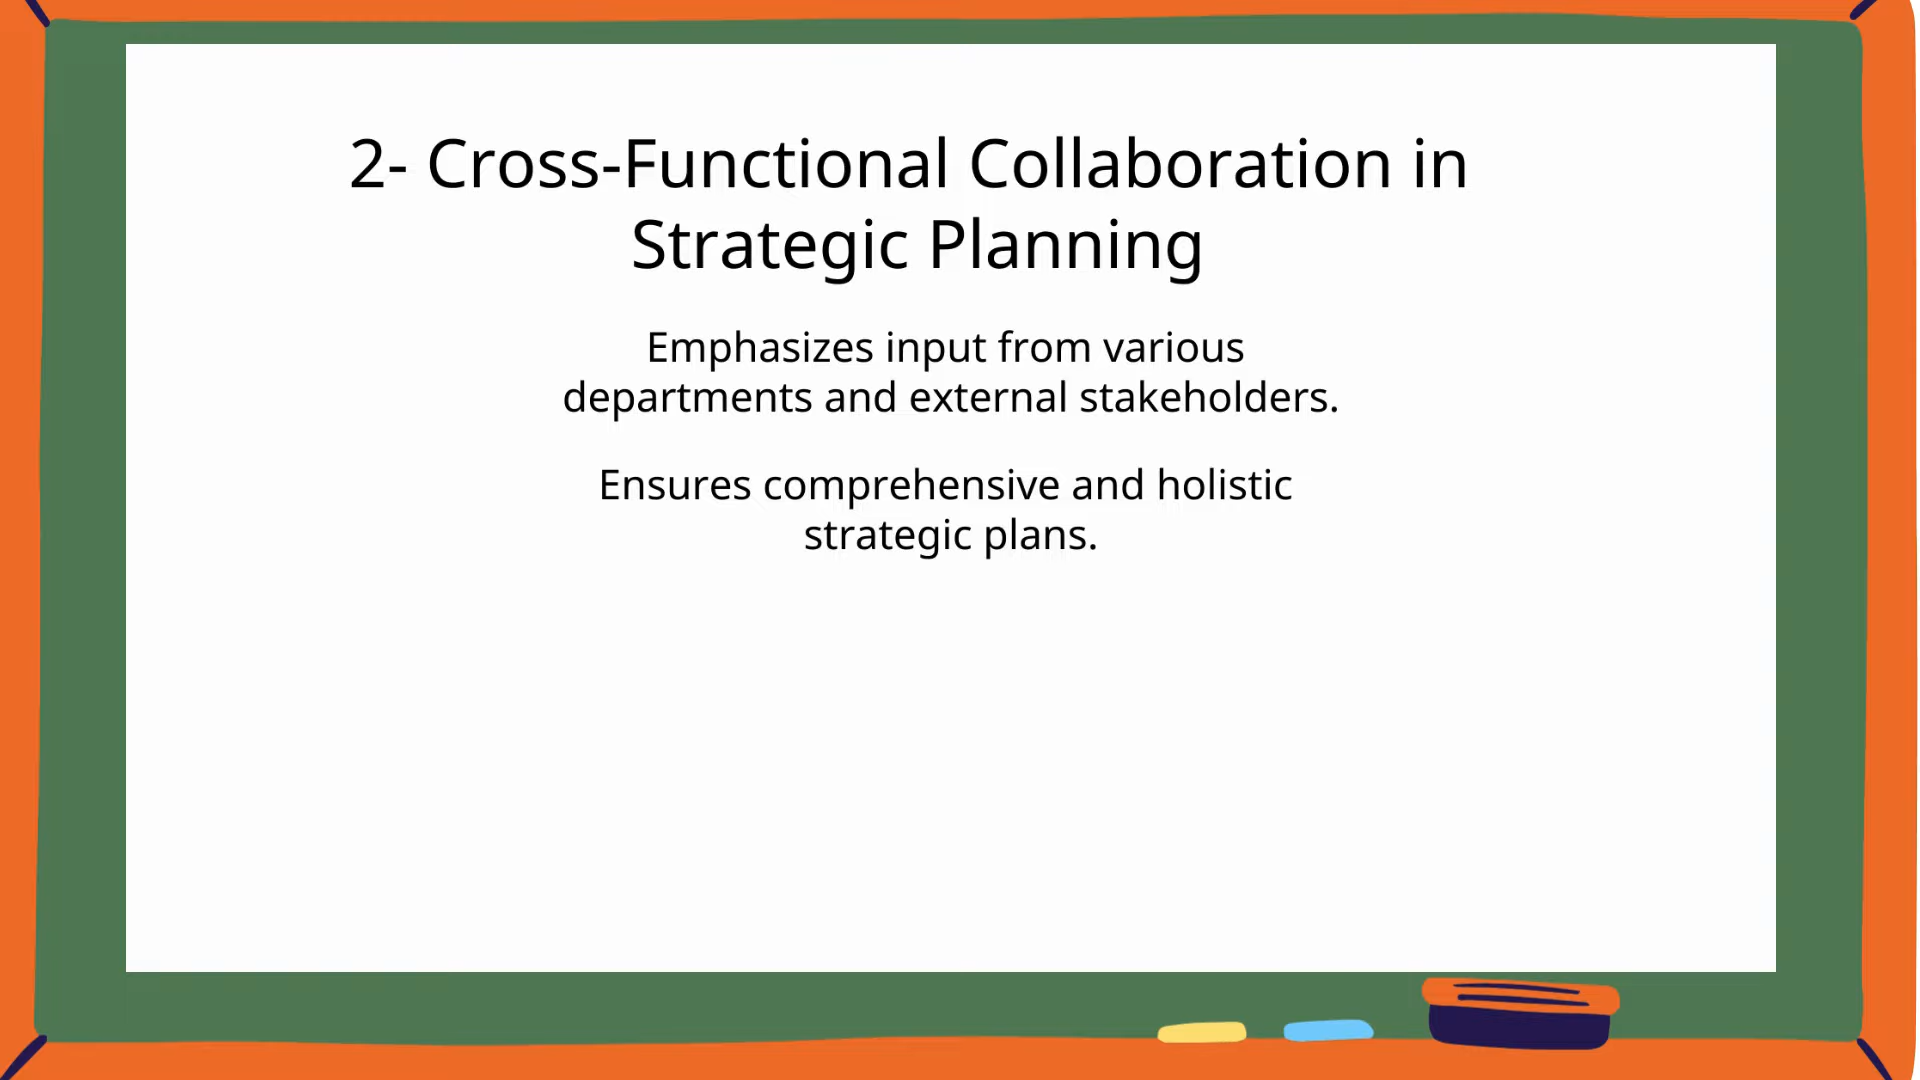 2- Cross-Functional Collaboration in
Strategic Planning
Emphasizes input from various
departments and external stakeholders.
Ensures comprehensive and holistic
strategic plans.